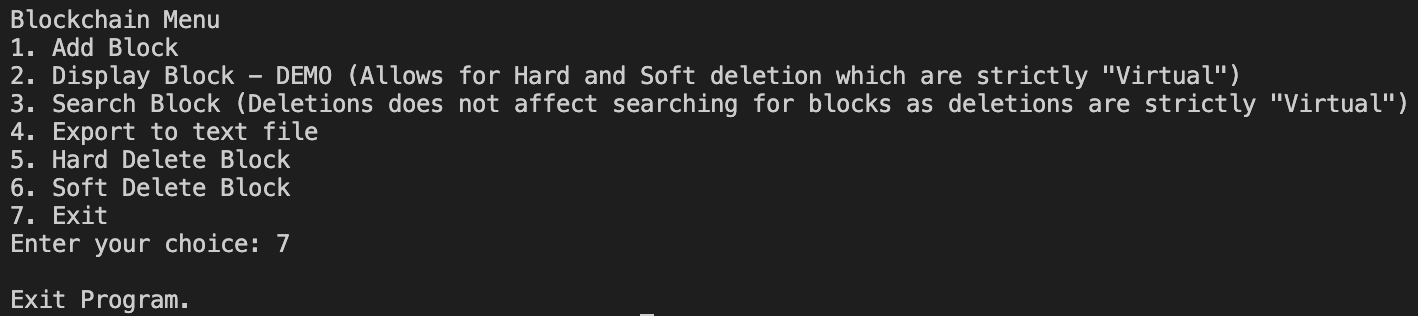 Blockchain Menu
1. Add Block
2. Display Block – DEMO (Allows for Hard and Soft deletion which are strictly "Virtual")
3. Search Block (Deletions does not affect searching for blocks as deletions are strictly "Virtual")
4. Export to text file
5. Hard Delete Block
6. Soft Delete Block
7. Exit
Enter your choice: 7
Exit Program.